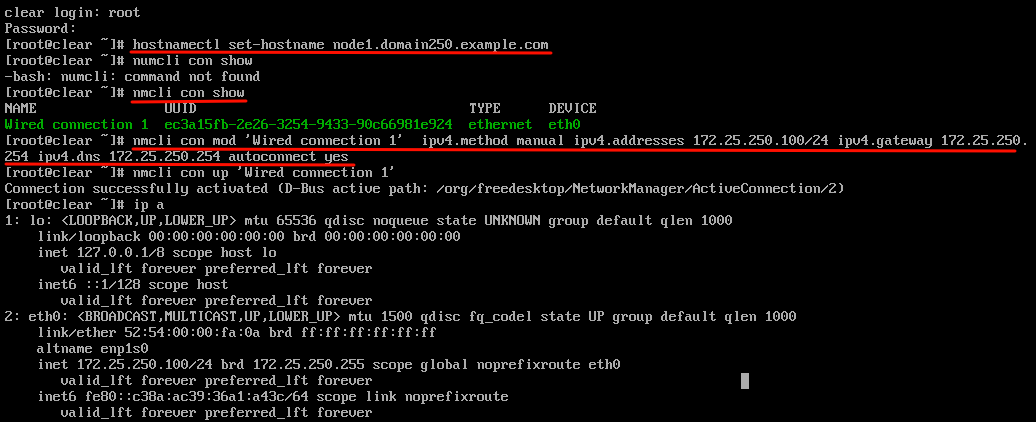 clear login: root
Password:
[root@clear ~]# hostnamectl set-hostname node1.domain250.example.com
[root@clear ~]# numcli con show
-bash: numcli: command not found
[root@clear ~]# nmcli con show
NAME                UUID                                  TYPE      DEVICE
Wired connection 1  ec3a15fb-2e26-3254-9433-90c66981e924  ethernet  eth0
[root@clear ~]# nmcli con mod 'Wired connection 1'  ipv4.method manual ipv4.addresses 172.25.250.100/24 ipv4.gateway 172.25.250.
254 ipv4.dns 172.25.250.254 autoconnect yes
[root@clear ~]# nmcli con up 'Wired connection 1'
Connection successfully activated (D-Bus active path: /org/freedesktop/NetworkManager/ActiveConnection/2)
[root@clear ~]# ip a
1: lo: <LOOPBACK,UP,LOWER_UP> mtu 65536 qdisc noqueue state UNKNOWN group default qlen 1000
    link/loopback 00:00:00:00:00:00 brd 00:00:00:00:00:00
    inet 127.0.0.1/8 scope host lo
       valid_lft forever preferred_lft forever
    inet6 ::1/128 scope host
       valid_lft forever preferred_lft forever
2: eth0: <BROADCAST,MULTICAST,UP,LOWER_UP> mtu 1500 qdisc fq_codel state UP group default qlen 1000
    link/ether 52:54:00:00:fa:0a brd ff:ff:ff:ff:ff:ff
    altname enp1s0
    inet 172.25.250.100/24 brd 172.25.250.255 scope global noprefixroute eth0
       valid_lft forever preferred_lft forever
    inet6 fe80::c38a:ac39:36a1:a43c/64 scope link noprefixroute
       valid_lft forever preferred_lft forever